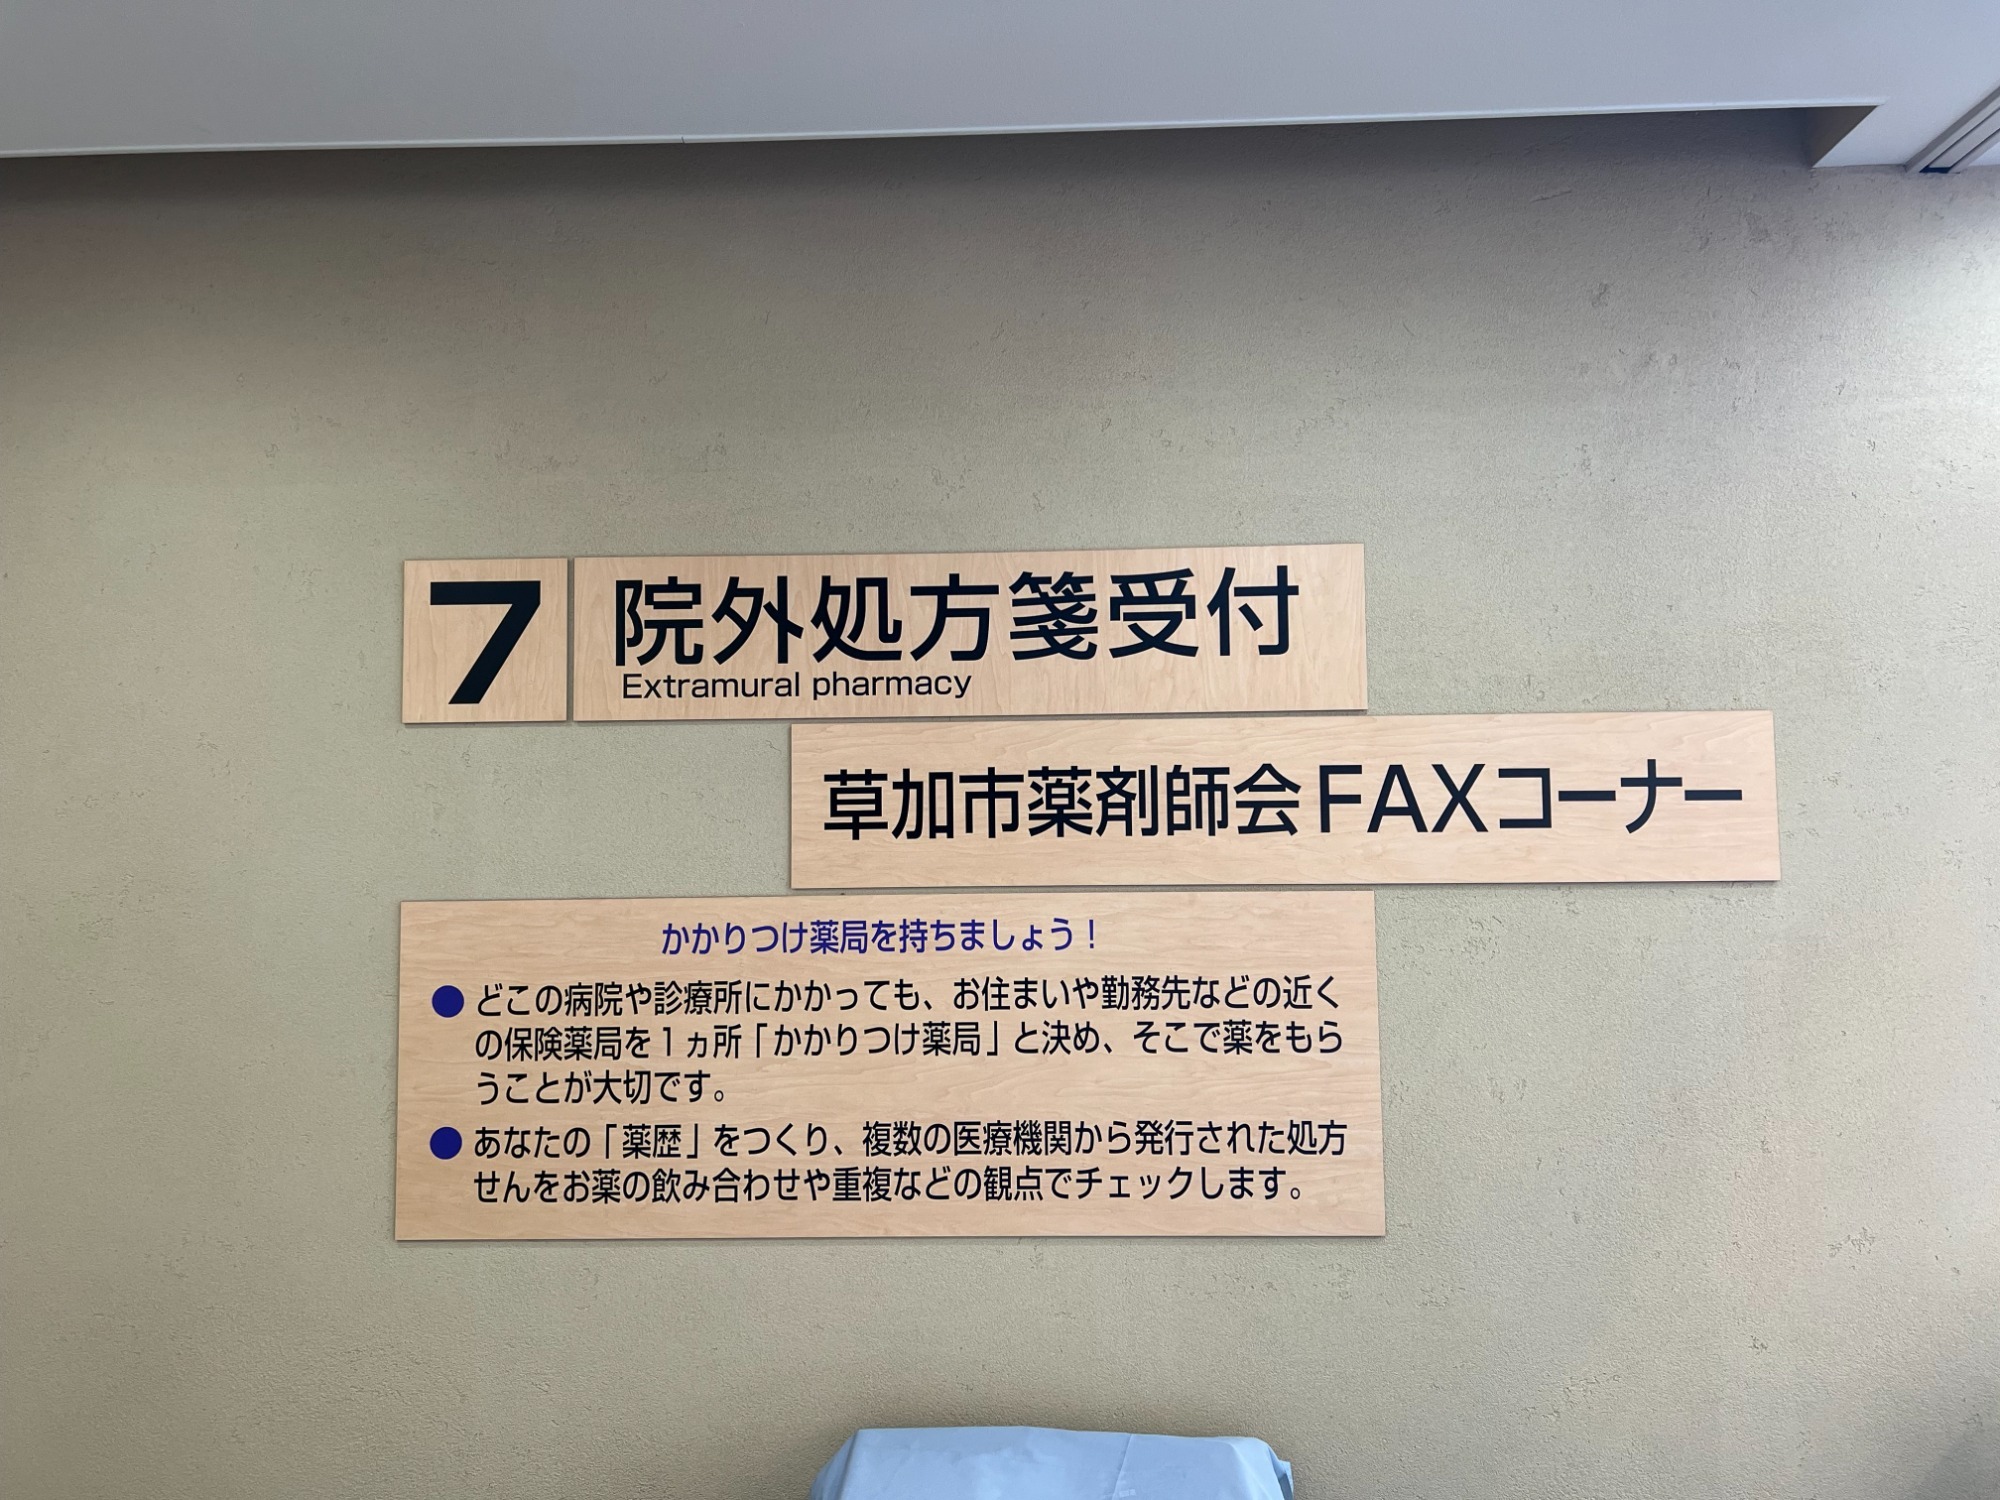 7
院外処方箋受付
Extramural pharmacy
草加市薬剤師会FAXコーナー
かかりつけ薬局を持ちましょう！
●どこの病院や診療所にかかっても、お住まいや勤務先などの近く
の保険薬局を１ヵ所「かかりつけ薬局」と決め、そこで薬をもら
うことが大切です。
●あなたの「薬歴」をつくり、複数の医療機関から発行された処方
せんをお薬の飲み合わせや重複などの観点でチェックします。